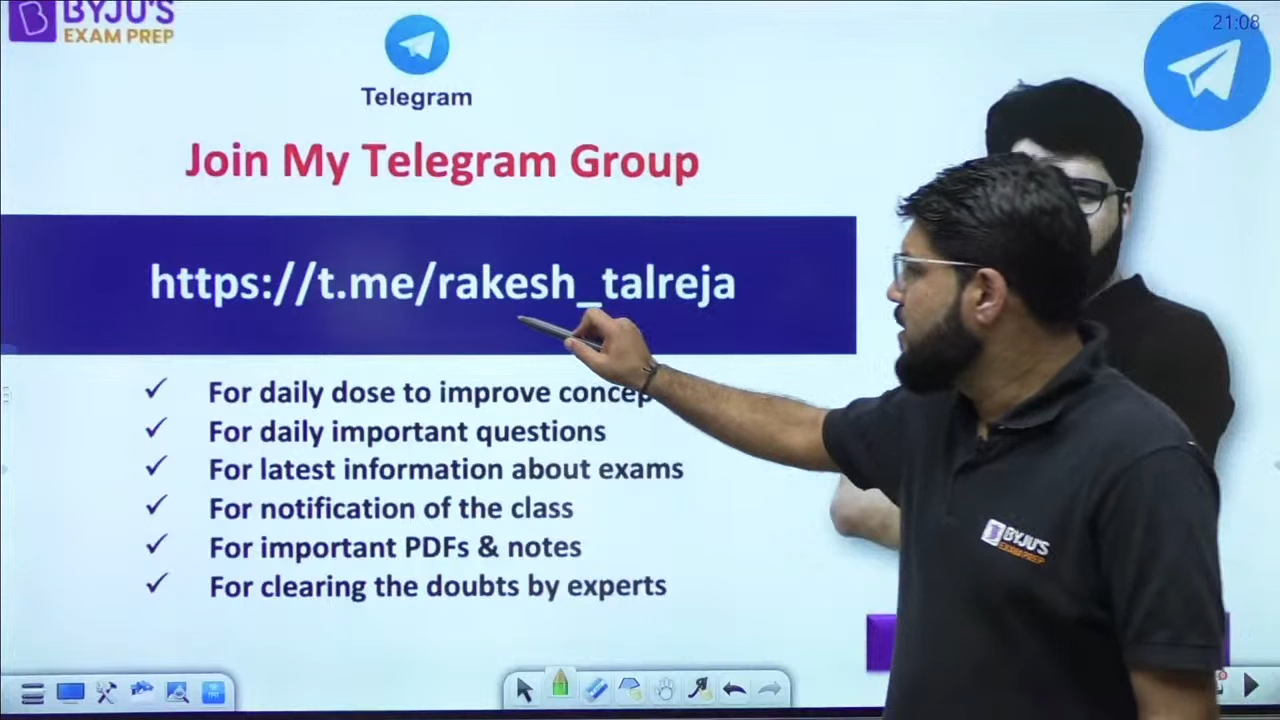 BYJU'S
EXAM PREP
21:08
Telegram
Join My Telegram Group
https://t.me/rakesh_talreja
For daily dose to improve
For daily important questions
For latest information about exams
For notification of the class
For important PDFs & notes
For clearing the doubts by experts
BYJU'S
EXAM PREP